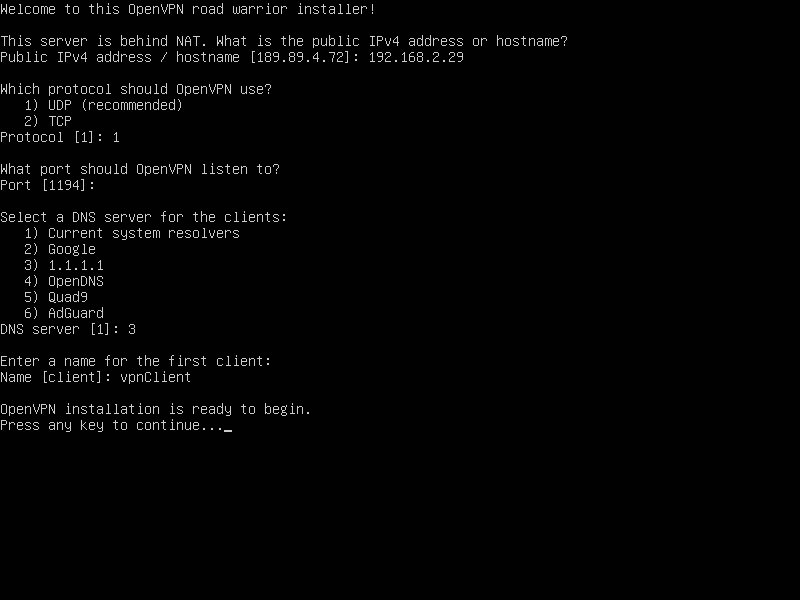 Welcome to this OpenVPN road warrior installer!
This server is behind NAT. What is the public IPv4 address or hostname?
Public IPv4 address / hostname [189.89.4.72]: 192.168.2.29
Which protocol should OpenVPN use?
1) UDP (recommended)
2) TCP
Protocol [1]: 1
What port should OpenVPN listen to?
Port [1194]:
Select a DNS server for the clients:
1) Current system resolvers
2) Google
3) 1.1.1.1
4) OpenDNS
5) Quad9
6) AdGuard
DNS server [1]: 3
Enter a name for the first client:
Name [client]: vpnClient
OpenVPN installation is ready to begin.
Press any key to continue..._